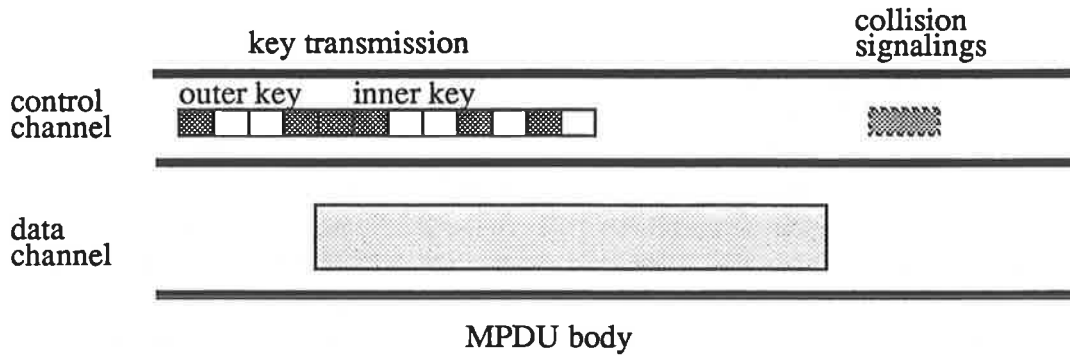 key transmission
collision
signalings
control
channel
outer key
inner key
data
channel
MPDU body